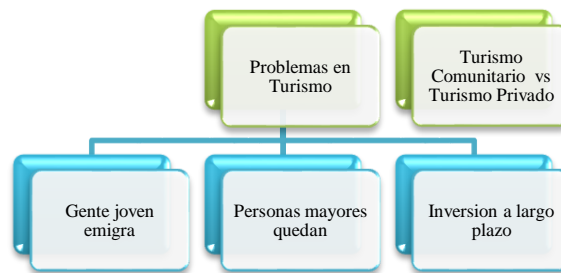 Problemas en
Turismo
Turismo
Comunitario vs
Turismo Privado
Gente joven
emigra
Personas mayores
quedan
Inversion a largo
plazo